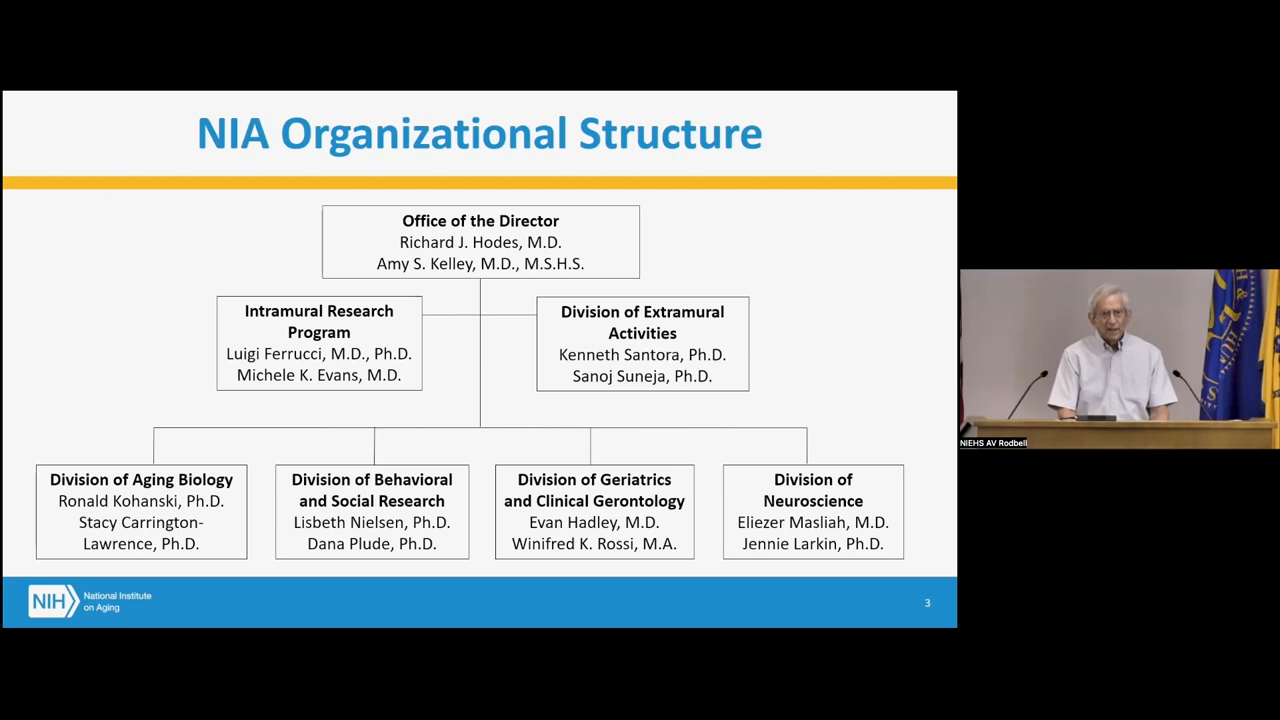 NIA Organizational Structure
Office of the Director
Richard J. Hodes, M.D.
Amy S. Kelley, M.D., M.S.H.S.
Intramural Research
Program
Luigi Ferrucci, M.D., Ph.D.
Michele K. Evans, M.D.
Division of Extramural
Activities
Kenneth Santora, Ph.D.
Sanoj Suneja, Ph.D.
Division of Aging Biology
Ronald Kohanski, Ph.D.
Stacy Carrington-
Lawrence, Ph.D.
Division of Behavioral
and Social Research
Lisbeth Nielsen, Ph.D.
Dana Plude, Ph.D.
Division of Geriatrics
and Clinical Gerontology
Evan Hadley, M.D.
Winifred K. Rossi, M.A.
Division of
Neuroscience
Eliezer Masliah, M.D.
Jennie Larkin, Ph.D.
NIH
National Institute
on Aging
3
NIEHS AV Rodbell